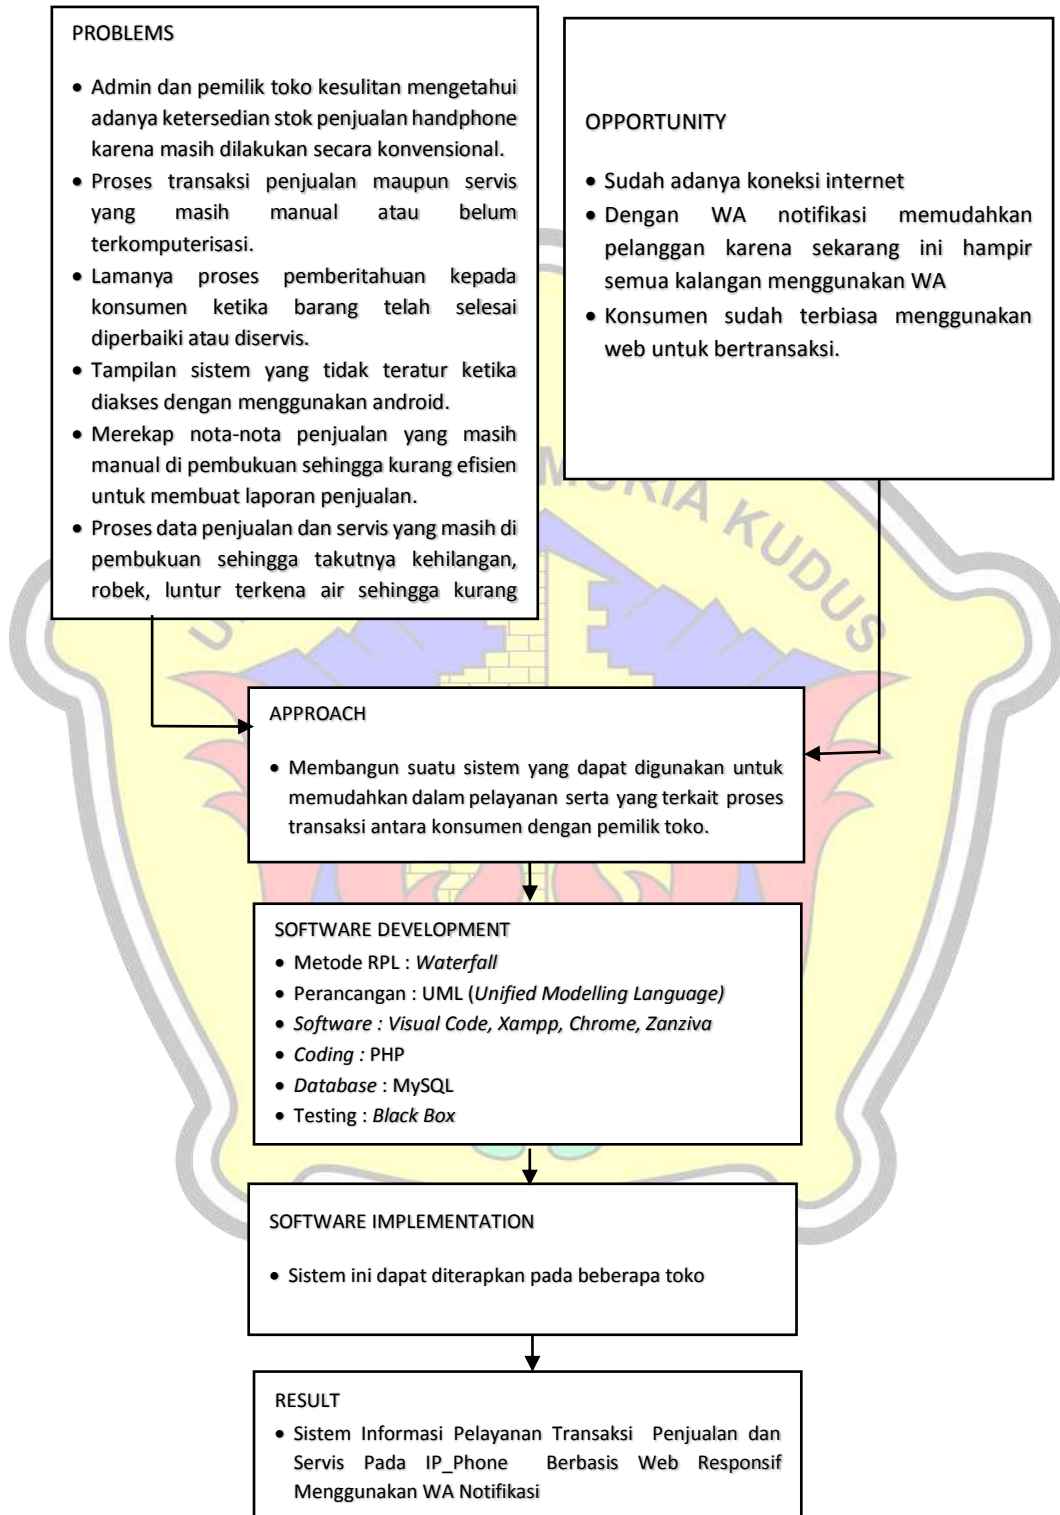 PROBLEMS
• Admin dan pemilik toko kesulitan mengetahui
adanya ketersedian stok penjualan handphone
karena masih dilakukan secara konvensional.
• Proses transaksi penjualan maupun servis
yang masih manual atau belum
terkomputerisasi.
• Lamanya proses pemberitahuan kepada
konsumen ketika barang telah selesai
diperbaiki atau diservis.
• Tampilan sistem yang tidak teratur ketika
diakses dengan menggunakan android.
• Merekap nota-nota penjualan yang masih
manual di pembukuan sehingga kurang efisien
untuk membuat laporan penjualan.
• Proses data penjualan dan servis yang masih di
pembukuan sehingga takutnya kehilangan,
robek, luntur terkena air sehingga kurang
OPPORTUNITY
• Sudah adanya koneksi internet
• Dengan WA notifikasi memudahkan
pelanggan karena sekarang ini hampir
semua kalangan menggunakan WA
• Konsumen sudah terbiasa menggunakan
web untuk bertransaksi.
MURIA KUDUS
APPROACH
• Membangun suatu sistem yang dapat digunakan untuk
memudahkan dalam pelayanan serta yang terkait proses
transaksi antara konsumen dengan pemilik toko.
SOFTWARE DEVELOPMENT
• Metode RPL : Waterfall
• Perancangan : UML (Unified Modelling Language)
• Software : Visual Code, Xampp, Chrome, Zanziva
• Coding : PHP
• Database : MySQL
• Testing : Black Box
SOFTWARE IMPLEMENTATION
• Sistem ini dapat diterapkan pada beberapa toko
RESULT
• Sistem Informasi Pelayanan Transaksi Penjualan dan
Servis Pada IP_Phone Berbasis Web Responsif
Menggunakan WA Notifikasi